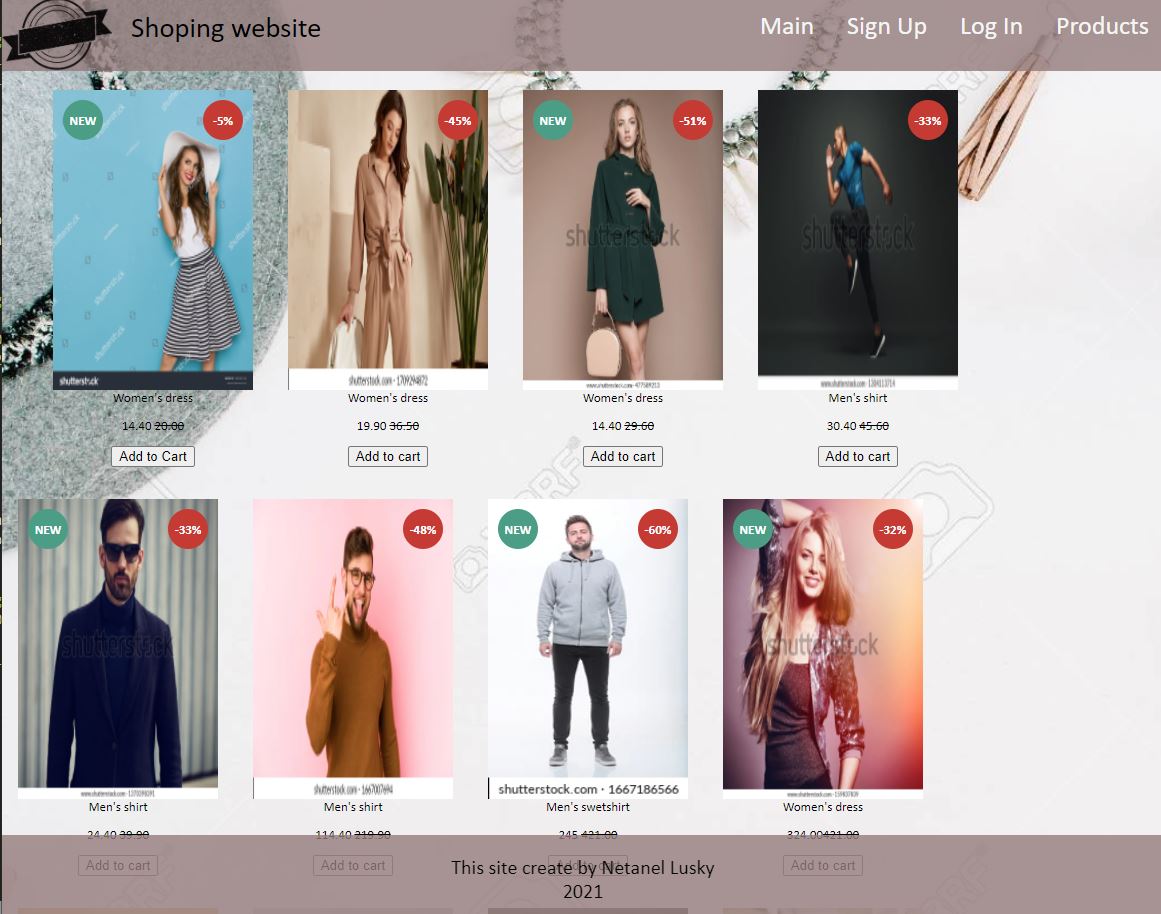 Shoping website
Main Sign Up Log In Products
NEW -5% -45% NEW -51% -33%
shutterstock shutterstock shutterstock
shutterstock.com · 1709294872
Women's dress Women's dress Women's dress Men's shirt
14.40 20.00 19.90 36.50 14.40 29.60 30.40 45.60
Add to Cart Add to cart Add to cart Add to cart
NEW -33% -48% NEW -60% NEW -32%
shutterstock shutterstock
shutterstock.com · 1667007694 shutterstock.com · 1667186566
Men's shirt Men's shirt Men's swetshirt Women's dress
24.40 39.90 114.40 219.90 245 421.00 324.00421.00
Add to cart Add to cart Add to cart Add to cart
This site create by Netanel Lusky
2021